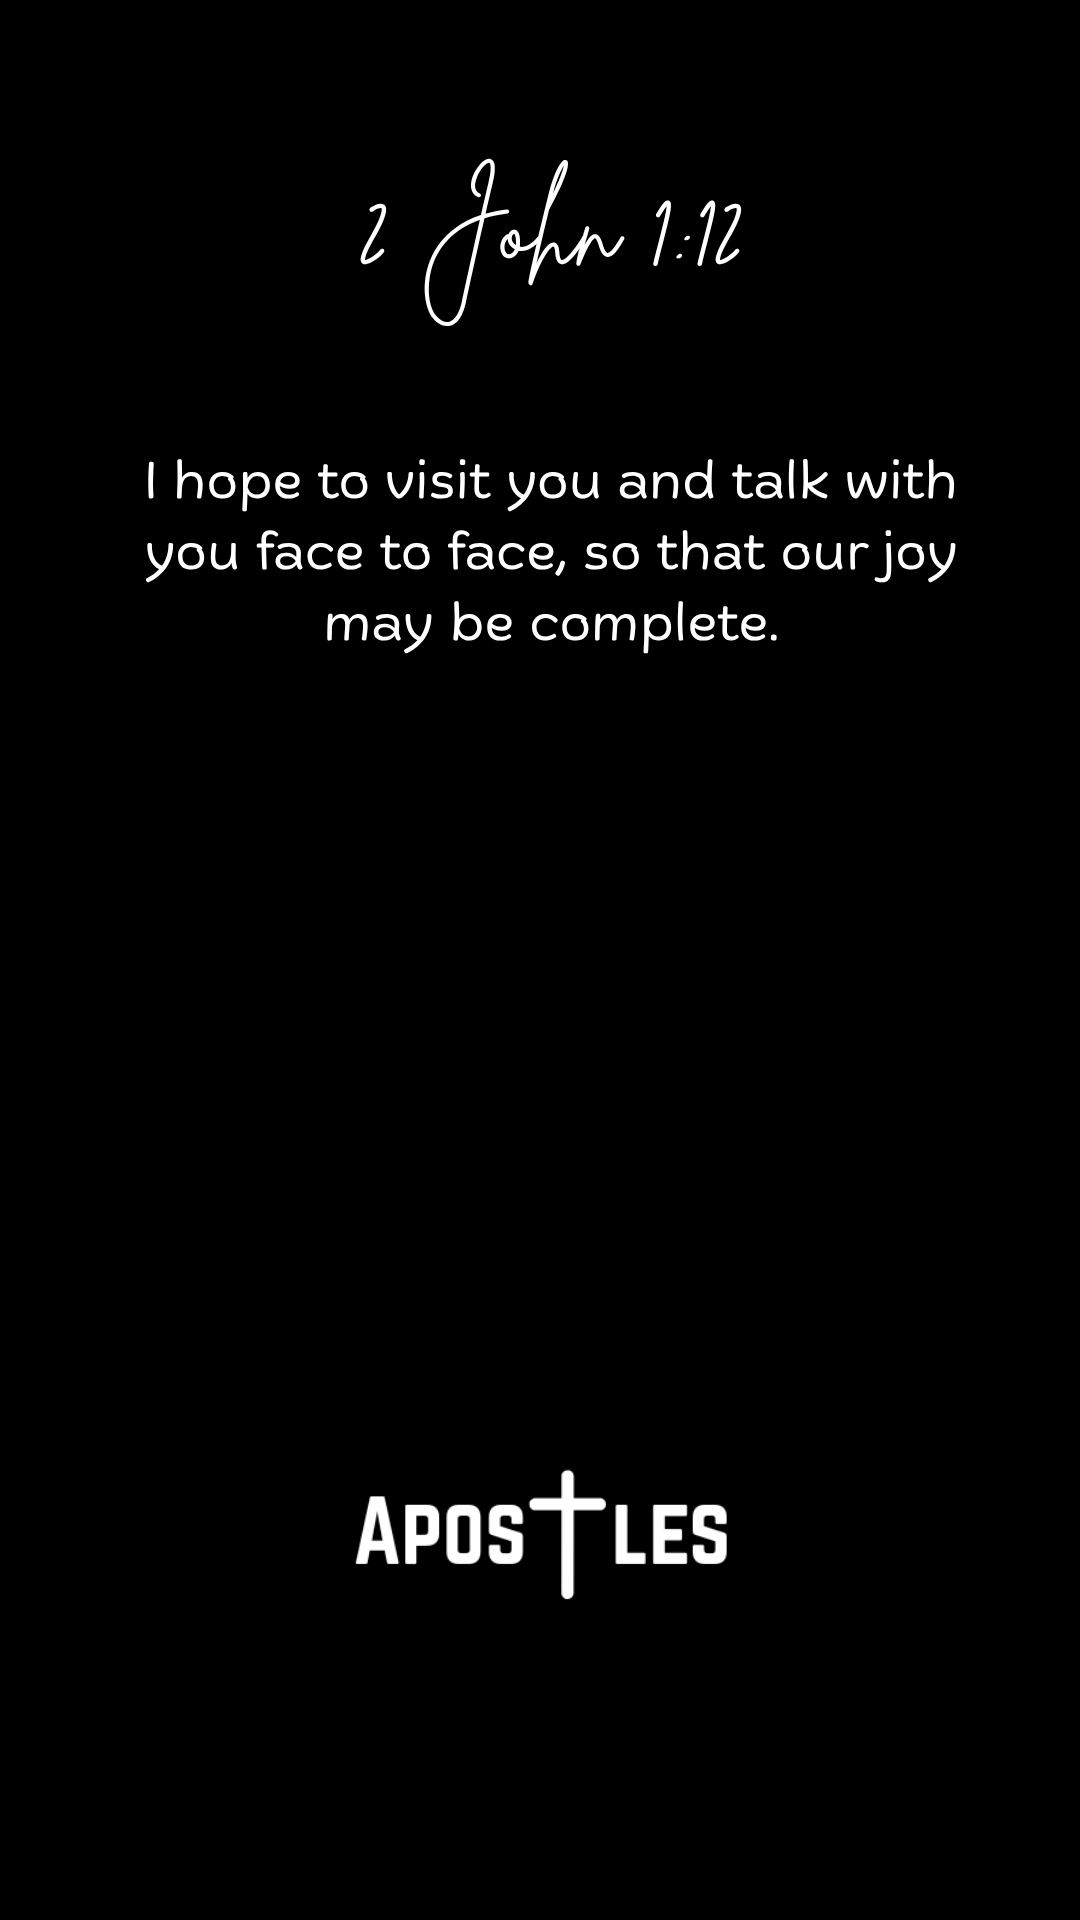 2 John 1:12
I hope to visit you and talk with
you face to face, so that our joy
may be complete.
APOSTLES